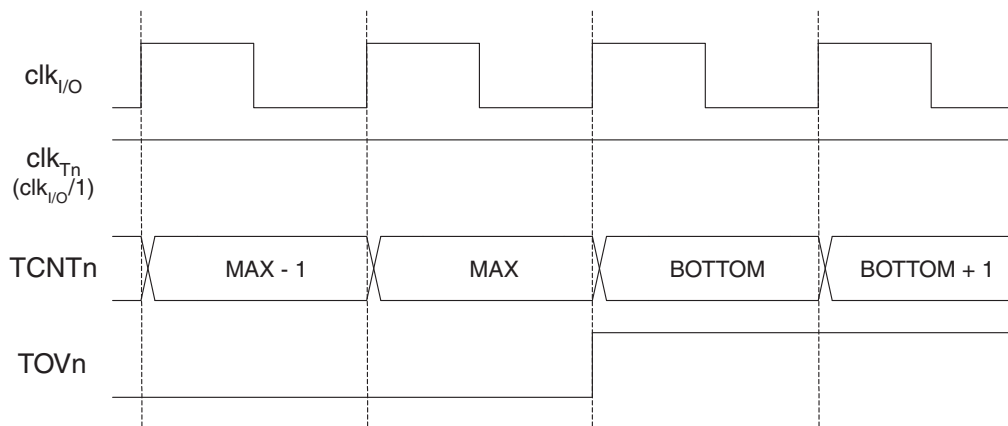 clkI/O
clkTn
(clkI/O/1)
TCNTn
MAX - 1
MAX
BOTTOM
BOTTOM + 1
TOVn